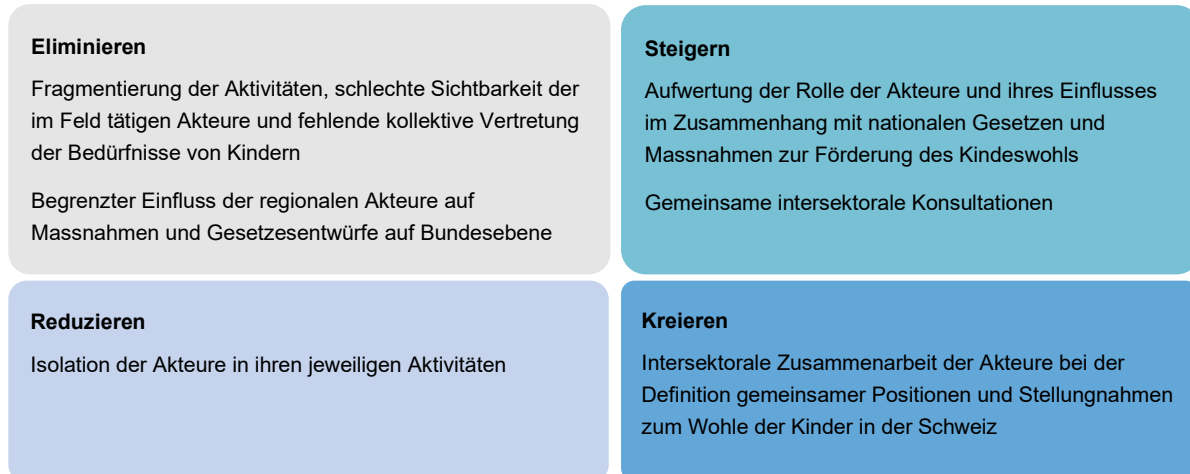 Eliminieren
Fragmentierung der Aktivitäten, schlechte Sichtbarkeit der
im Feld tätigen Akteure und fehlende kollektive Vertretung
der Bedürfnisse von Kindern
Begrenzter Einfluss der regionalen Akteure auf
Massnahmen und Gesetzesentwürfe auf Bundesebene
Steigern
Aufwertung der Rolle der Akteure und ihres Einflusses
im Zusammenhang mit nationalen Gesetzen und
Massnahmen zur Förderung des Kindeswohls
Gemeinsame intersektorale Konsultationen
Reduzieren
Isolation der Akteure in ihren jeweiligen Aktivitäten
Kreieren
Intersektorale Zusammenarbeit der Akteure bei der
Definition gemeinsamer Positionen und Stellungnahmen
zum Wohle der Kinder in der Schweiz